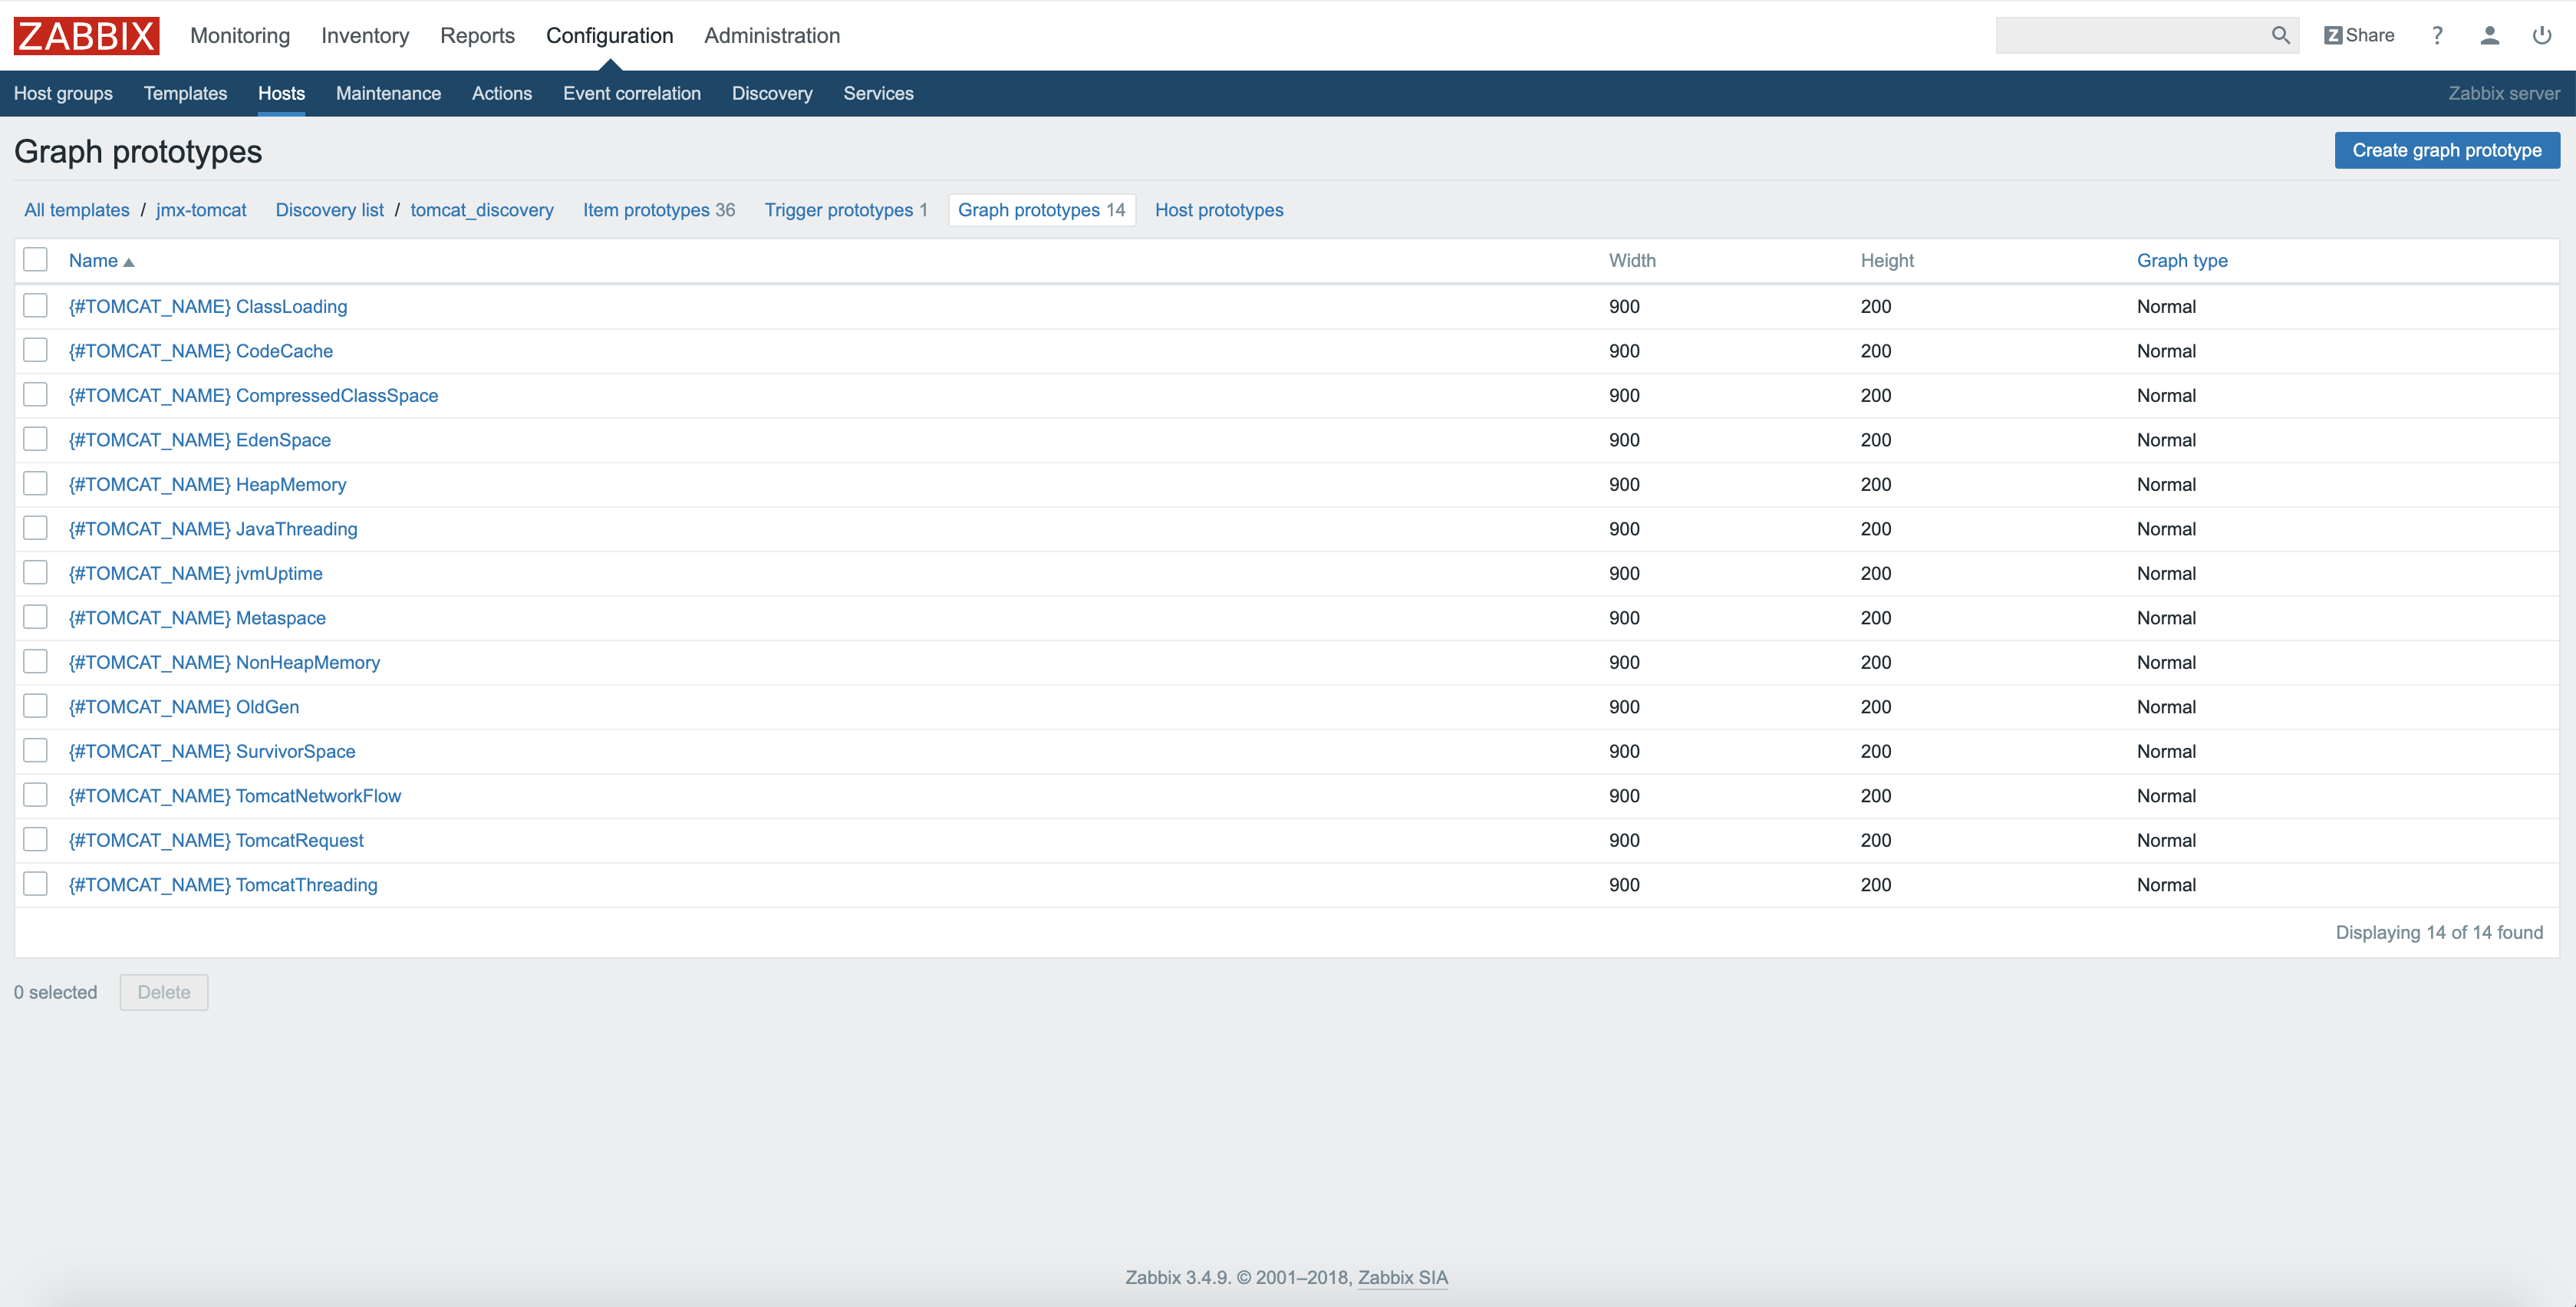 ZABBIX Monitoring Inventory Reports Configuration Administration Z Share ?
Host groups Templates Hosts Maintenance Actions Event correlation Discovery Services Zabbix server
Graph prototypes Create graph prototype
All templates / jmx-tomcat Discovery list / tomcat_discovery Item prototypes 36 Trigger prototypes 1 Graph prototypes 14 Host prototypes
Name Width Height Graph type
{#TOMCAT_NAME} ClassLoading 900 200 Normal
{#TOMCAT_NAME} CodeCache 900 200 Normal
{#TOMCAT_NAME} CompressedClassSpace 900 200 Normal
{#TOMCAT_NAME} EdenSpace 900 200 Normal
{#TOMCAT_NAME} HeapMemory 900 200 Normal
{#TOMCAT_NAME} JavaThreading 900 200 Normal
{#TOMCAT_NAME} jvmUptime 900 200 Normal
{#TOMCAT_NAME} Metaspace 900 200 Normal
{#TOMCAT_NAME} NonHeapMemory 900 200 Normal
{#TOMCAT_NAME} OldGen 900 200 Normal
{#TOMCAT_NAME} SurvivorSpace 900 200 Normal
{#TOMCAT_NAME} TomcatNetworkFlow 900 200 Normal
{#TOMCAT_NAME} TomcatRequest 900 200 Normal
{#TOMCAT_NAME} TomcatThreading 900 200 Normal
Displaying 14 of 14 found
0 selected Delete
Zabbix 3.4.9. © 2001–2018, Zabbix SIA